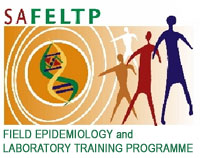 SAFELTP
FIELD EPIDEMIOLOGY and
LABORATORY TRAINING PROGRAMME